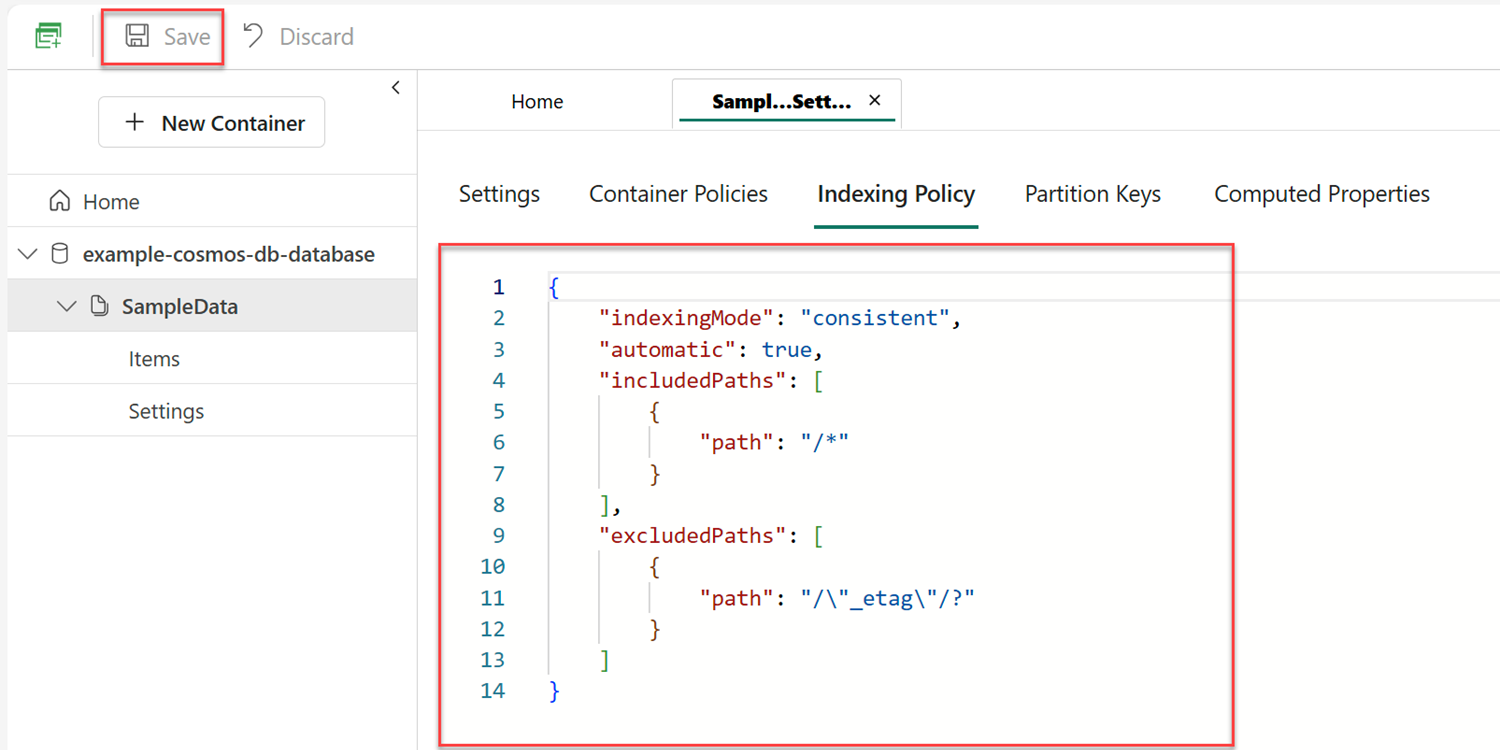 Save Discard
New Container
Home
example-cosmos-db-database
SampleData
Items
Settings
Home Sampl...Sett...
Settings Container Policies Indexing Policy Partition Keys Computed Properties
1 {
2 "indexingMode": "consistent",
3 "automatic": true,
4 "includedPaths": [
5 {
6 "path": "/*"
7 }
8 ],
9 "excludedPaths": [
10 {
11 "path": "/\"_etag\"/?"
12 }
13 ]
14 }